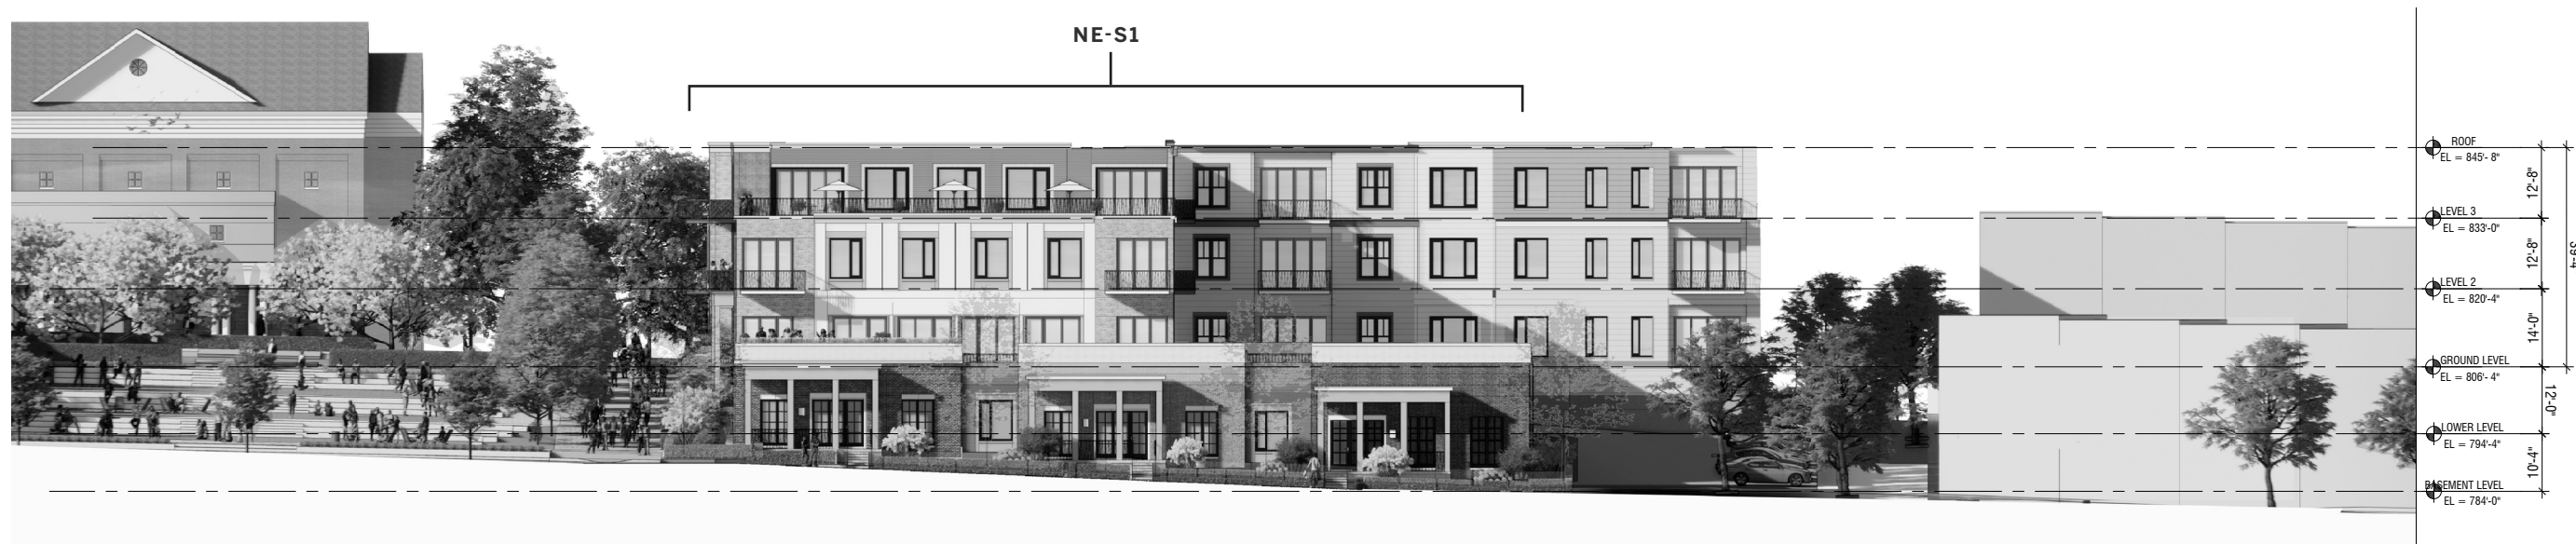 NE-S1
ROOF
EL = 845'- 8"
12'-8"
LEVEL 3
EL = 833'-0"
12'-8"
39'-4
LEVEL 2
EL = 820'-4"
14'-0"
GROUND LEVEL
EL = 806'- 4"
12'-0"
LOWER LEVEL
EL = 794'-4"
10'-4"
BASEMENT LEVEL
EL = 784'-0"